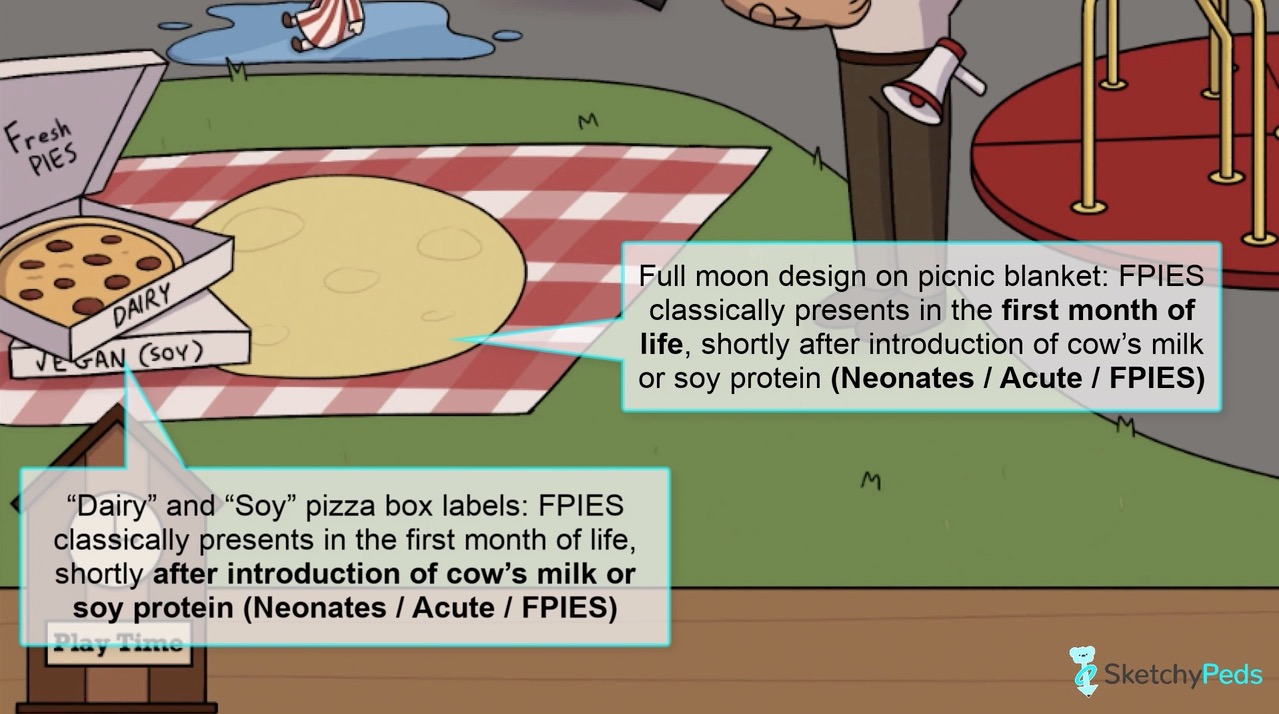 Fresh
PIES
DAIRY
VEGAN (SOY)
Full moon design on picnic blanket: FPIES
classically presents in the first month of
life, shortly after introduction of cow’s milk
or soy protein (Neonates / Acute / FPIES)
“Dairy” and “Soy” pizza box labels: FPIES
classically presents in the first month of life,
shortly after introduction of cow’s milk or
soy protein (Neonates / Acute / FPIES)
Play Time
SketchyPeds